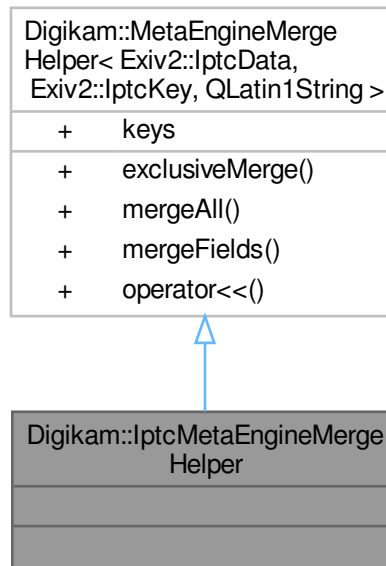 Digikam::MetaEngineMerge
Helper< Exiv2::IptcData,
Exiv2::IptcKey, QLatin1String >
+ keys
+ exclusiveMerge()
+ mergeAll()
+ mergeFields()
+ operator<<()
Digikam::IptcMetaEngineMerge
Helper